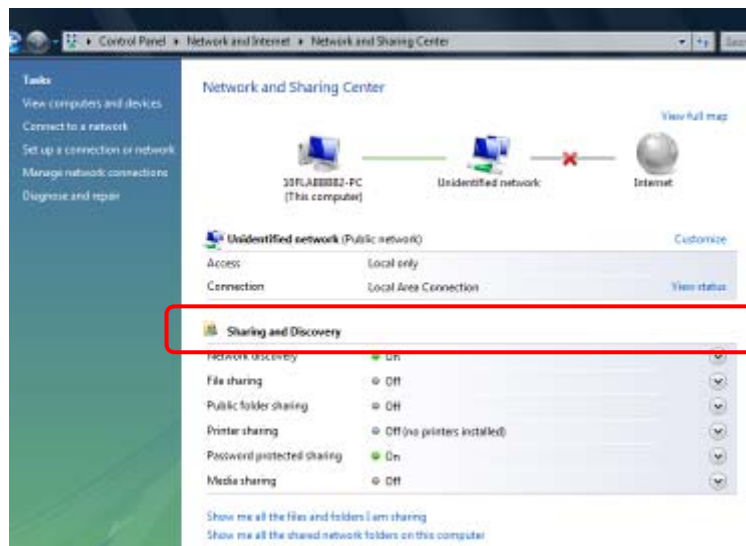 Control Panel ▸ Network and Internet ▸ Network and Sharing Center
Tasks
View computers and devices
Connect to a network
Set up a connection or network
Manage network connections
Diagnose and repair
Network and Sharing Center
View full map
(This computer)
Unidentified network
Internet
Unidentified network (Public network)
Customize
Access
Local only
Connection
Local Area Connection
View status
Sharing and Discovery
Network discovery
On
File sharing
Off
Public folder sharing
Off
Printer sharing
Off (no printers installed)
Password protected sharing
On
Media sharing
Off
Show me all the files and folders I am sharing
Show me all the shared network folders on this computer